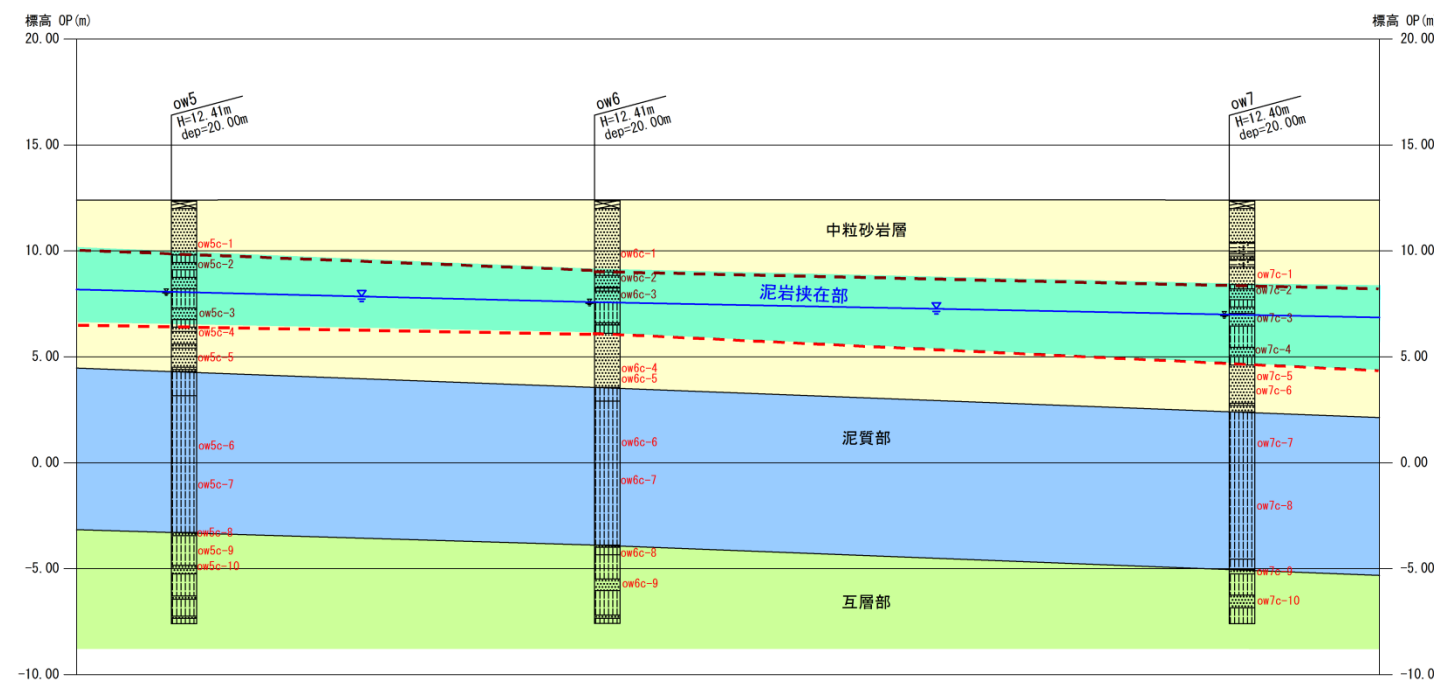 標高 OP(m)
標高 OP(m
20.00
20.00
ow5
H=12.41m
dep=20.00m
ow6
H=12.41m
dep=20.00m
ow7
H=12.40m
dep=20.00m
15.00
15.00
中粒砂岩層
10.00
10.00
ow5c-1
ow5c-2
ow5c-3
ow5c-4
ow5c-5
ow6c-1
ow6c-2
ow6c-3
泥岩挟在部
ow7c-1
ow7c-2
ow7c-3
ow7c-4
5.00
5.00
ow6c-4
ow6c-5
ow7c-5
ow7c-6
泥質部
ow5c-6
ow5c-7
ow6c-6
ow6c-7
ow7c-7
ow7c-8
0.00
0.00
ow5c-8
ow5c-9
ow5c-10
ow6c-8
ow6c-9
ow7c-9
ow7c-10
-5.00
-5.00
互層部
-10.00
-10.0